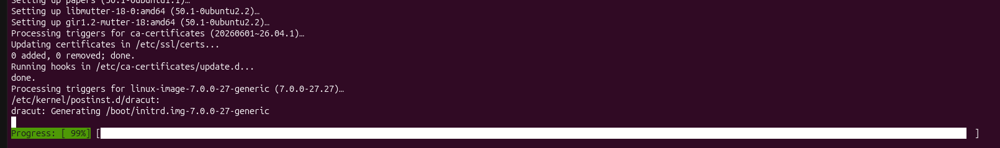 Setting up papers (50.1-0ubuntu1.1)…
Setting up libmutter-18-0:amd64 (50.1-0ubuntu2.2)…
Setting up gir1.2-mutter-18:amd64 (50.1-0ubuntu2.2)…
Processing triggers for ca-certificates (20260601~26.04.1)…
Updating certificates in /etc/ssl/certs...
0 added, 0 removed; done.
Running hooks in /etc/ca-certificates/update.d...
done.
Processing triggers for linux-image-7.0.0-27-generic (7.0.0-27.27)…
/etc/kernel/postinst.d/dracut:
dracut: Generating /boot/initrd.img-7.0.0-27-generic
Progress: [ 99%] [ ]